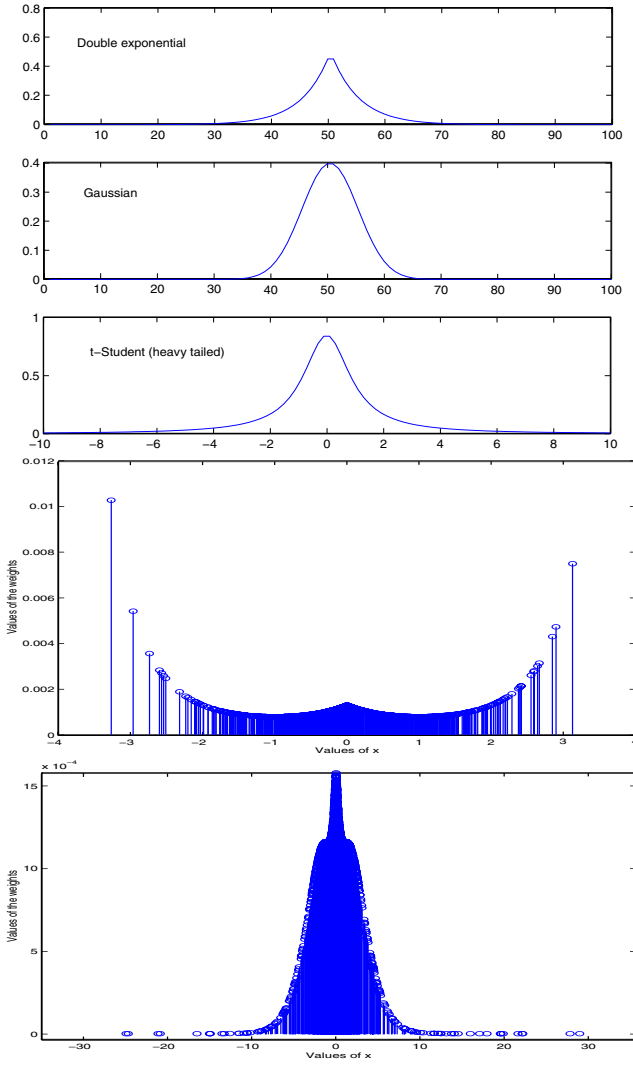 0.8
0.6
0.4
0.2
0
Double exponential
0 10 20 30 40 50 60 70 80 90 100
0.4
0.3
0.2
0.1
0
Gaussian
0 10 20 30 40 50 60 70 80 90 100
1
0.5
0
t−Student (heavy tailed)
−10 −8 −6 −4 −2 0 2 4 6 8 10
0.012
0.01
0.008
0.006
0.004
0.002
0
Values of the weights
−4 −3 −2 −1 0 1 2 3
Values of x
x 10⁻⁴
15
10
5
0
Values of the weights
−30 −20 −10 0 10 20 30
Values of x